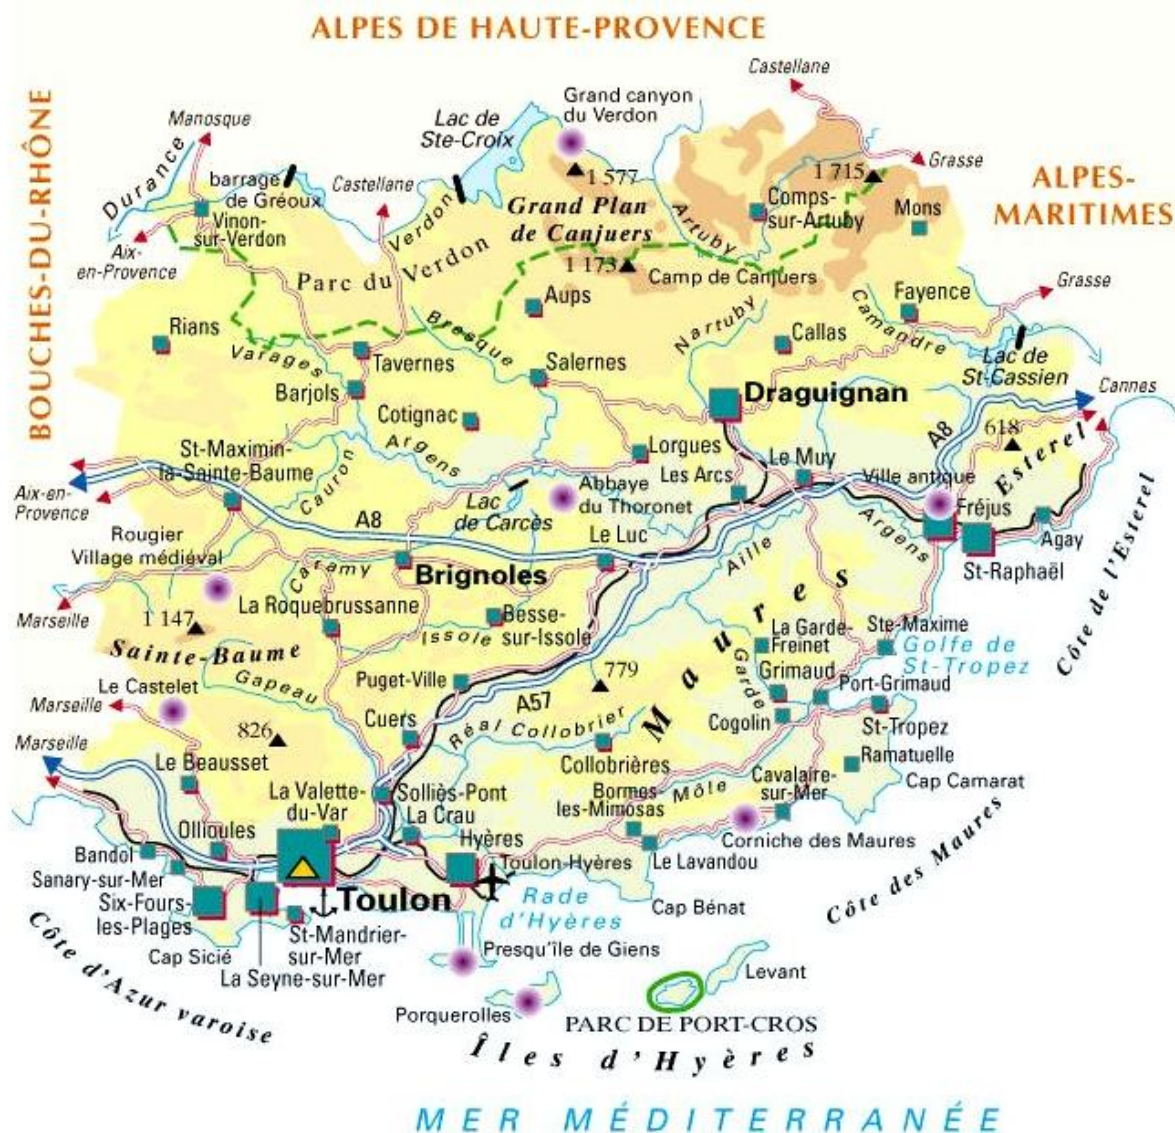 ALPES DE HAUTE-PROVENCE
BOUCHES-DU-RHÔNE
ALPES-
MARITIMES
Castellane
Grand canyon
du Verdon
Lac de
Ste-Croix
Manosque
Durance
barrage
de Gréoux
Castellane
Verdon
1 577
Grand Plan
de Canjuers
Artuby
1 715
Grasse
Comps-
sur-Artuby
Mons
Vinon-
sur-Verdon
Aix-
en-Provence
Parc du Verdon
1 173
Camp de Canjuers
Grasse
Aups
Fayence
Rians
Varages
Bresque
Nartuby
Callas
Camandre
Tavernes
Salernes
Lac de
St-Cassien
Barjols
Cotignac
Draguignan
Cannes
Argens
A8
618
Esterel
St-Maximin-
la-Sainte-Baume
Cauron
Lorgues
Les Arcs
Le Muy
Ville antique
Aix-en-
Provence
Lac
de Carcès
Abbaye
du Thoronet
Fréjus
A8
Argens
Agay
Rougier
Village médiéval
Le Luc
Aille
St-Raphaël
Côte de l'Esterel
Caramy
Brignoles
Marseille
La Roquebrussanne
Besse-
sur-Issole
Issole
Maures
La Garde-
Freinet
Ste-Maxime
Golfe de
St-Tropez
1 147
Sainte-Baume
Gapeau
Garde
Grimaud
Port-Grimaud
Le Castelet
Puget-Ville
779
Marseille
A57
Cogolin
St-Tropez
826
Cuers
Réal Collobrier
Marseille
Ramatuelle
Le Beausset
Collobrières
La Valette-
du-Var
Solliès-Pont
Bormes-
les-Mimosas
Môle
Cavalaire-
sur-Mer
Cap Camarat
La Crau
Ollioules
Hyères
Corniche des Maures
Bandol
Toulon-Hyères
Le Lavandou
Sanary-sur-Mer
Toulon
Rade
d'Hyères
Cap Bénat
Côte des Maures
Six-Fours-
les-Plages
St-Mandrier-
sur-Mer
Cap Sicié
La Seyne-sur-Mer
Presqu'île de Giens
Côte d'Azur varoise
Levant
Porquerolles
PARC DE PORT-CROS
Îles d'Hyères
MER MÉDITERRANÉE